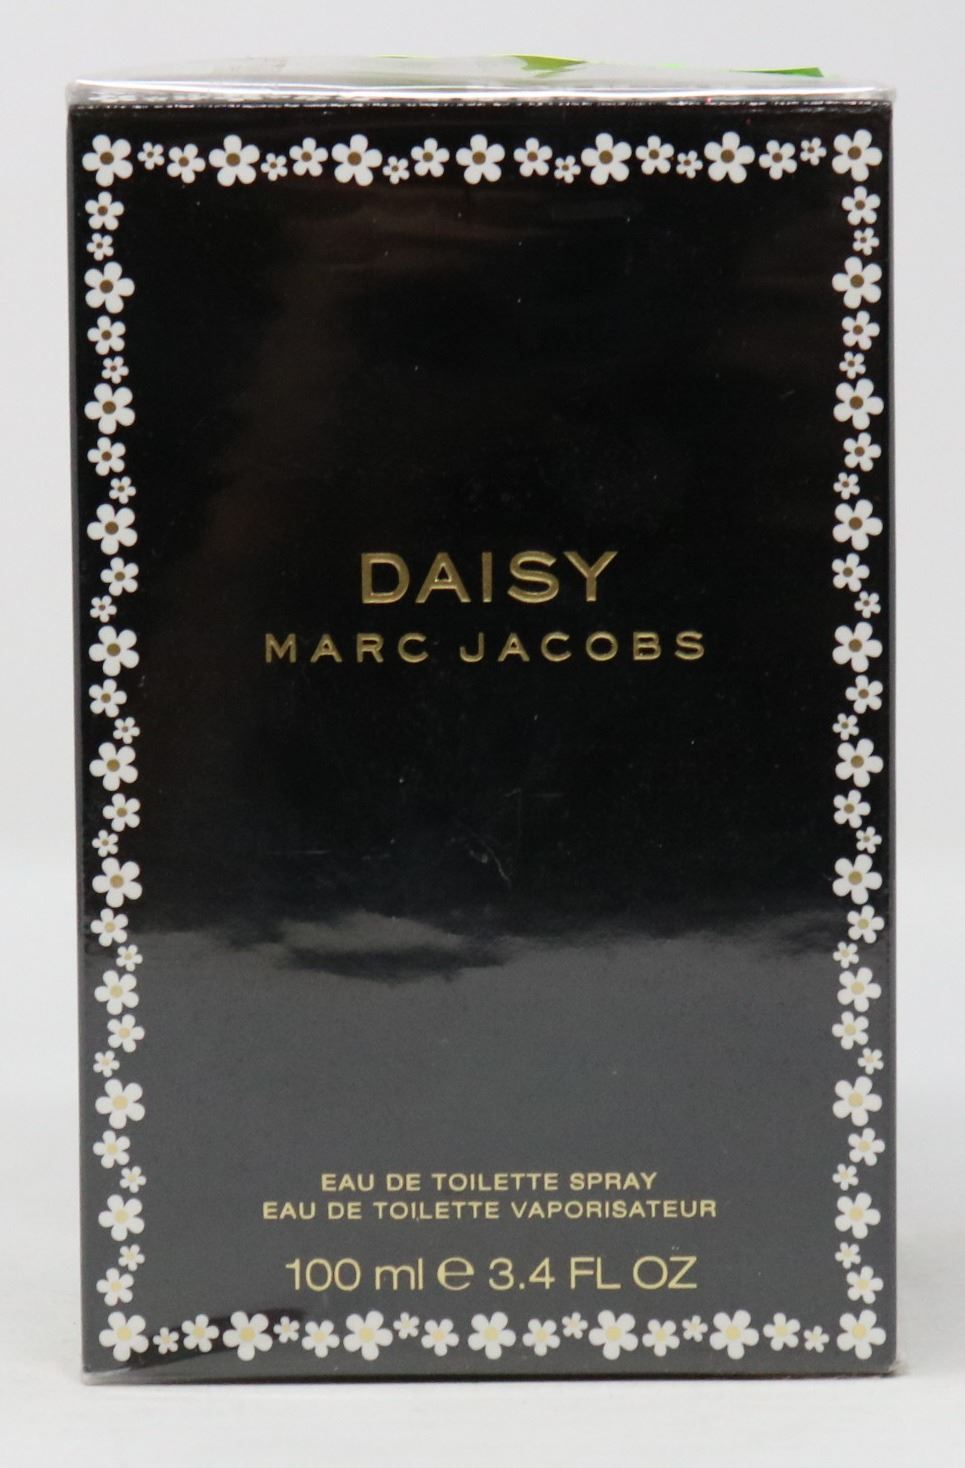 DAISY
MARC JACOBS
EAU DE TOILETTE SPRAY
EAU DE TOILETTE VAPORISATEUR
100 ml ℮ 3.4 FL OZ